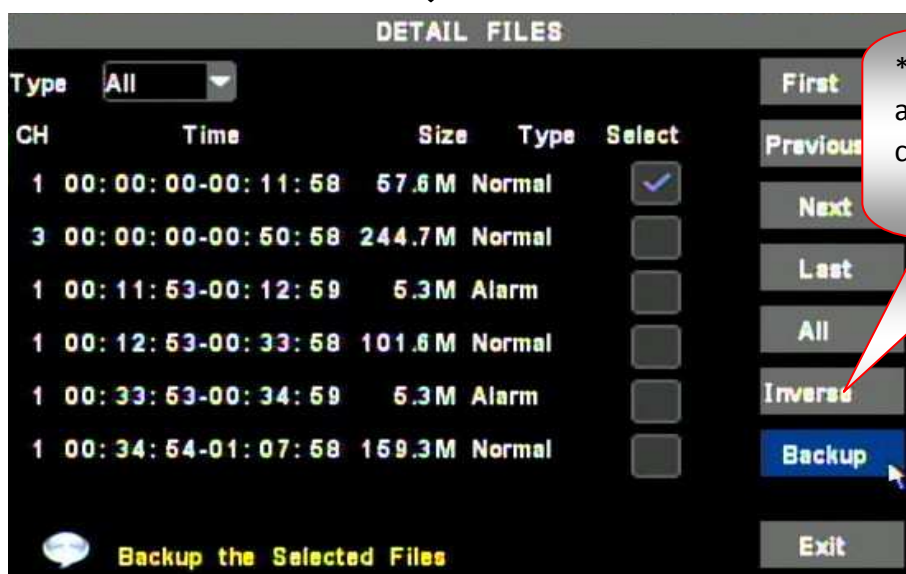 DETAIL FILES
Type All
CH Time Size Type Select
1 00:00:00-00:11:58 57.6M Normal
3 00:00:00-00:50:58 244.7M Normal
1 00:11:53-00:12:59 5.3M Alarm
1 00:12:53-00:33:58 101.6M Normal
1 00:33:53-00:34:59 5.3M Alarm
1 00:34:54-01:07:58 159.3M Normal
Backup the Selected Files
First
Previous
Next
Last
All
Inverse
Backup
Exit
*
a
c